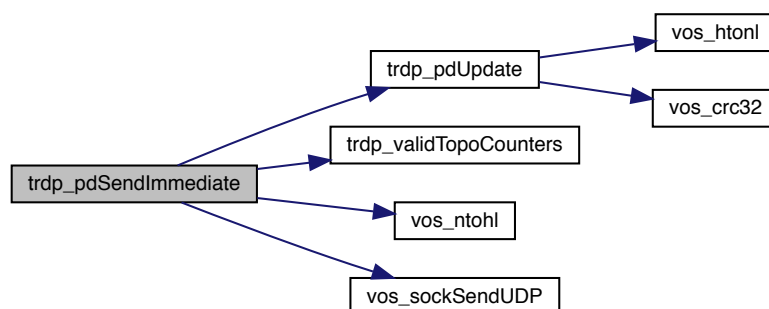 trdp_pdSendImmediate
trdp_pdUpdate
vos_htonl
vos_crc32
trdp_validTopoCounters
vos_ntohl
vos_sockSendUDP